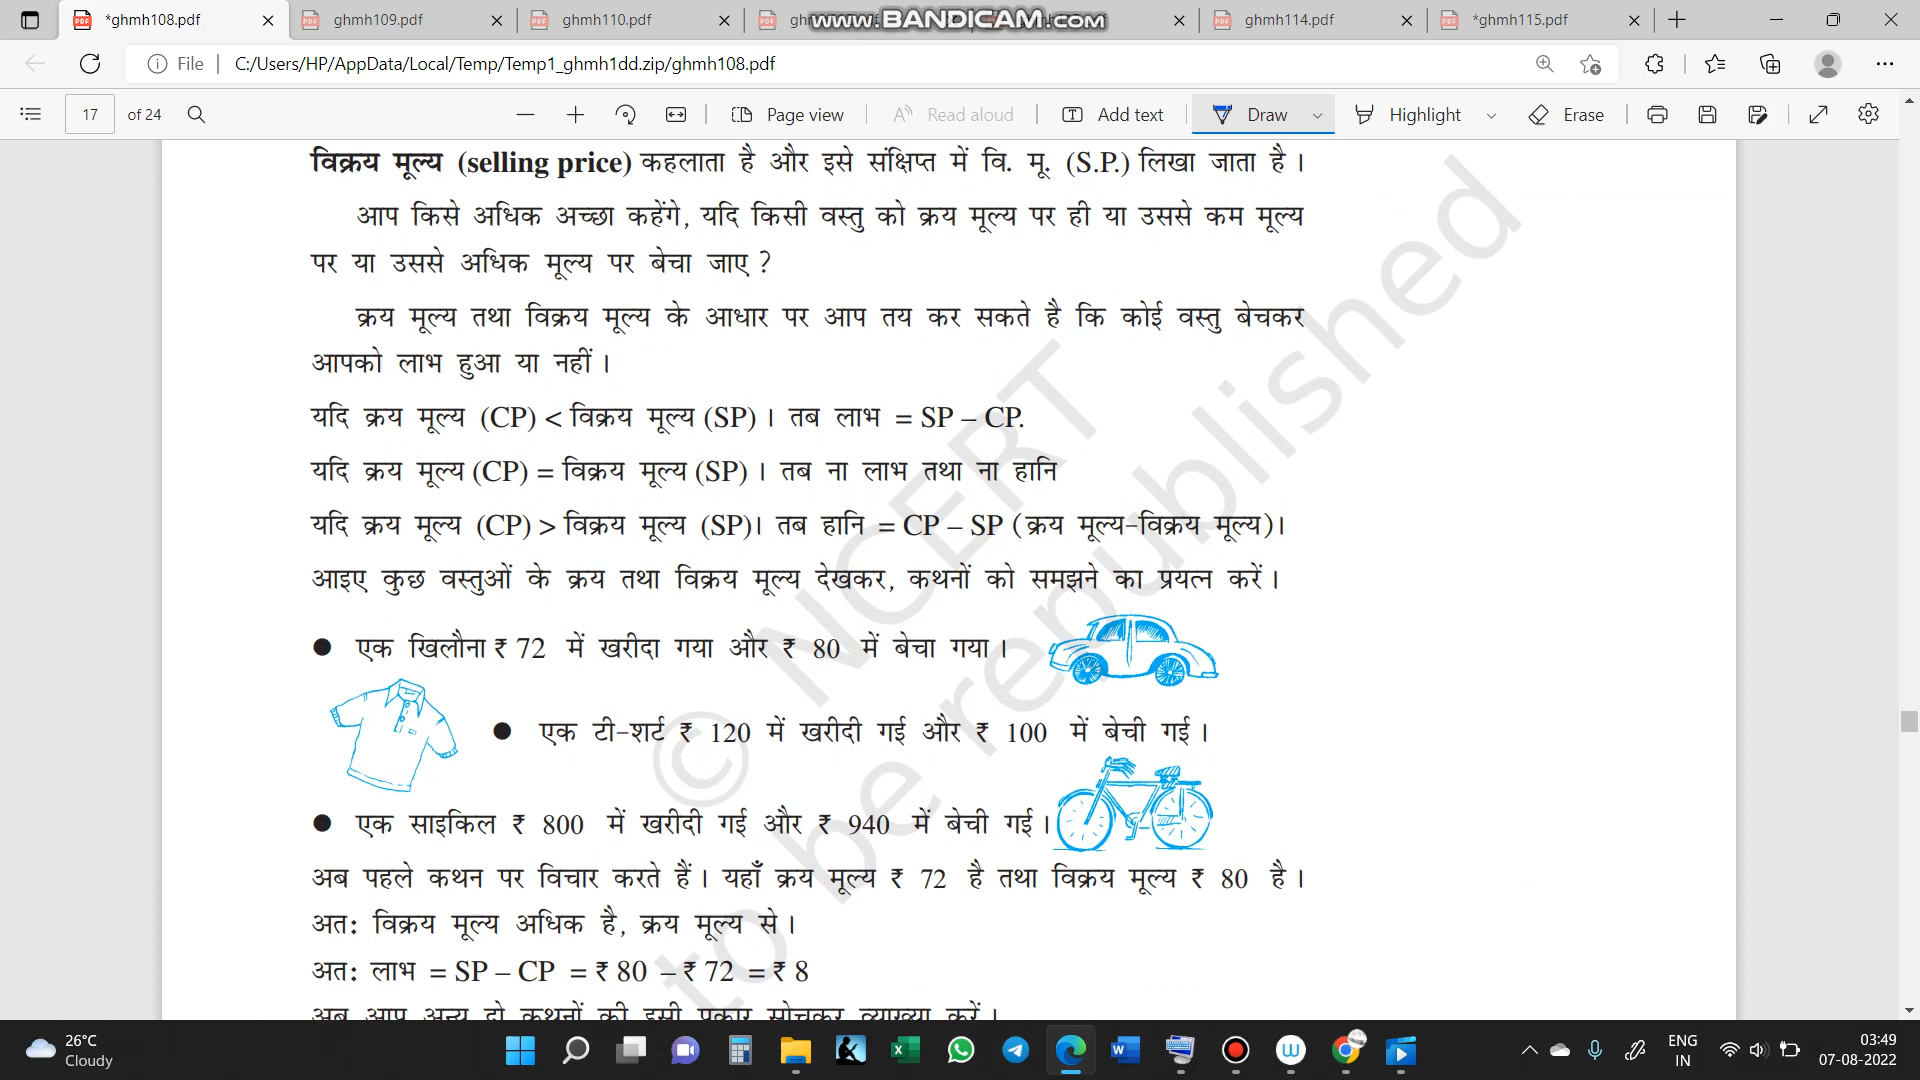 *ghmh108.pdf
ghmh109.pdf
ghmh110.pdf
www.BANDICAM.com
ghmh114.pdf
*ghmh115.pdf
File
C:/Users/HP/AppData/Local/Temp/Temp1_ghmh1dd.zip/ghmh108.pdf
17 of 24
Page view
Read aloud
Add text
Draw
Highlight
Erase
विक्रय मूल्य (selling price) कहलाता है और इसे संक्षिप्त में वि. मू. (S.P.) लिखा जाता है।
आप किसे अधिक अच्छा कहेंगे, यदि किसी वस्तु को क्रय मूल्य पर ही या उससे कम मूल्य
पर या उससे अधिक मूल्य पर बेचा जाए ?
क्रय मूल्य तथा विक्रय मूल्य के आधार पर आप तय कर सकते है कि कोई वस्तु बेचकर
आपको लाभ हुआ या नहीं।
यदि क्रय मूल्य (CP) < विक्रय मूल्य (SP)। तब लाभ = SP – CP.
यदि क्रय मूल्य (CP) = विक्रय मूल्य (SP)। तब ना लाभ तथा ना हानि
यदि क्रय मूल्य (CP) > विक्रय मूल्य (SP)। तब हानि = CP – SP (क्रय मूल्य-विक्रय मूल्य)।
आइए कुछ वस्तुओं के क्रय तथा विक्रय मूल्य देखकर, कथनों को समझने का प्रयत्न करें।
● एक खिलौना ₹ 72 में खरीदा गया और ₹ 80 में बेचा गया।
● एक टी-शर्ट ₹ 120 में खरीदी गई और ₹ 100 में बेची गई।
● एक साइकिल ₹ 800 में खरीदी गई और ₹ 940 में बेची गई।
अब पहले कथन पर विचार करते हैं। यहाँ क्रय मूल्य ₹ 72 है तथा विक्रय मूल्य ₹ 80 है।
अत: विक्रय मूल्य अधिक है, क्रय मूल्य से।
अत: लाभ = SP – CP = ₹ 80 – ₹ 72 = ₹ 8
अब आप अन्य दो कथनों की इसी प्रकार सोचकर व्याख्या करें।
© NCERT
to be republished
26°C
Cloudy
ENG
IN
03:49
07-08-2022